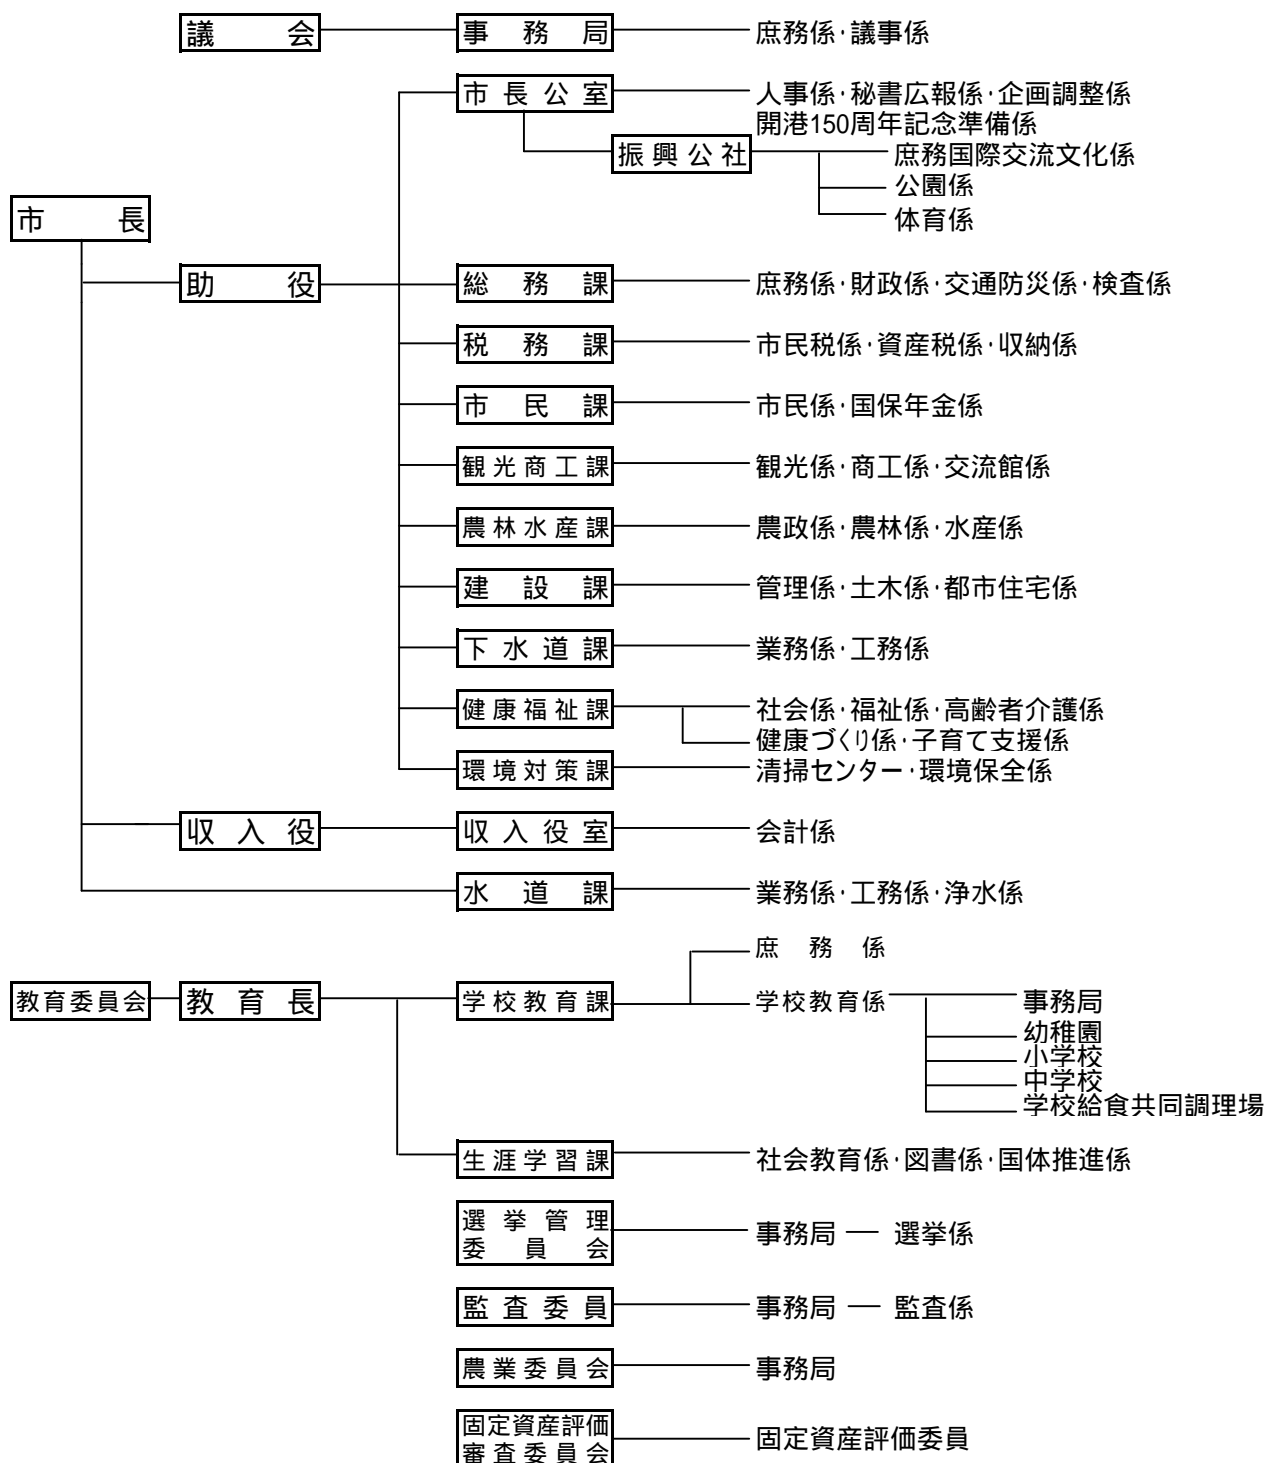 議会 事務局 庶務係・議事係
市長公室 人事係・秘書広報係・企画調整係
開港150周年記念準備係
振興公社 庶務国際交流文化係
公園係
体育係
市長
助役 総務課 庶務係・財政係・交通防災係・検査係
税務課 市民税係・資産税係・収納係
市民課 市民係・国保年金係
観光商工課 観光係・商工係・交流館係
農林水産課 農政係・農林係・水産係
建設課 管理係・土木係・都市住宅係
下水道課 業務係・工務係
健康福祉課 社会係・福祉係・高齢者介護係
健康づくり係・子育て支援係
環境対策課 清掃センター・環境保全係
収入役 収入役室 会計係
水道課 業務係・工務係・浄水係
庶務係
教育委員会 教育長 学校教育課 学校教育係 事務局
幼稚園
小学校
中学校
学校給食共同調理場
生涯学習課 社会教育係・図書係・国体推進係
選挙管理
委員会
事務局 ― 選挙係
監査委員 事務局 ― 監査係
農業委員会 事務局
固定資産評価
審査委員会
固定資産評価委員